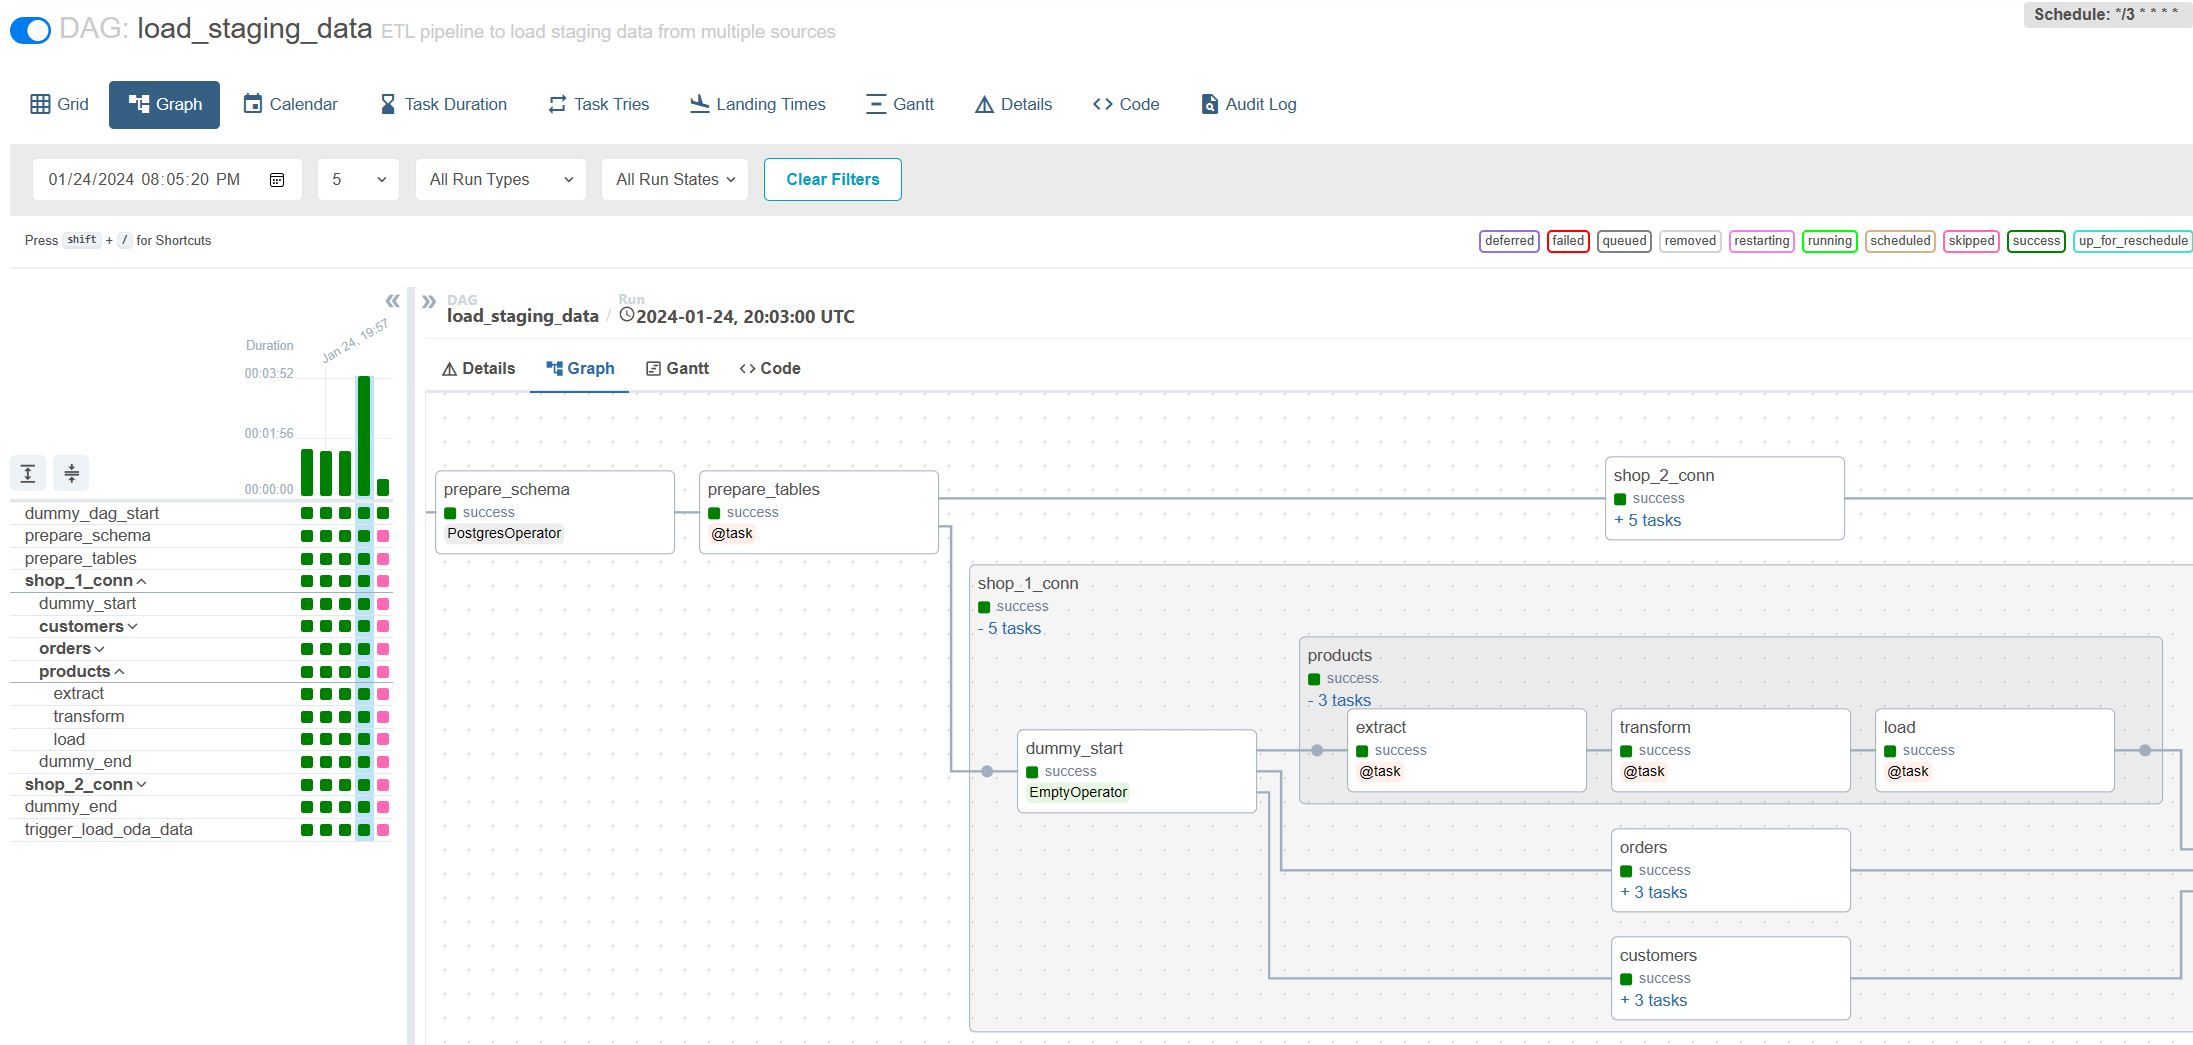 DAG: load_staging_data ETL pipeline to load staging data from multiple sources
Schedule: */3 * * * *
Grid Graph Calendar Task Duration Task Tries Landing Times Gantt Details Code Audit Log
01/24/2024 08:05:20 PM 5 All Run Types All Run States Clear Filters
Press shift + / for Shortcuts
deferred failed queued removed restarting running scheduled skipped success up_for_reschedule
Duration
Jan 24, 19:57
00:03:52
00:01:56
00:00:00
dummy_dag_start
prepare_schema
prepare_tables
shop_1_conn
dummy_start
customers
orders
products
extract
transform
load
dummy_end
shop_2_conn
dummy_end
trigger_load_oda_data
DAG
load_staging_data
/
Run
2024-01-24, 20:03:00 UTC
Details Graph Gantt Code
prepare_schema
success
PostgresOperator
prepare_tables
success
@task
shop_2_conn
success
+ 5 tasks
shop_1_conn
success
- 5 tasks
dummy_start
success
EmptyOperator
products
success
- 3 tasks
extract
success
@task
transform
success
@task
load
success
@task
orders
success
+ 3 tasks
customers
success
+ 3 tasks